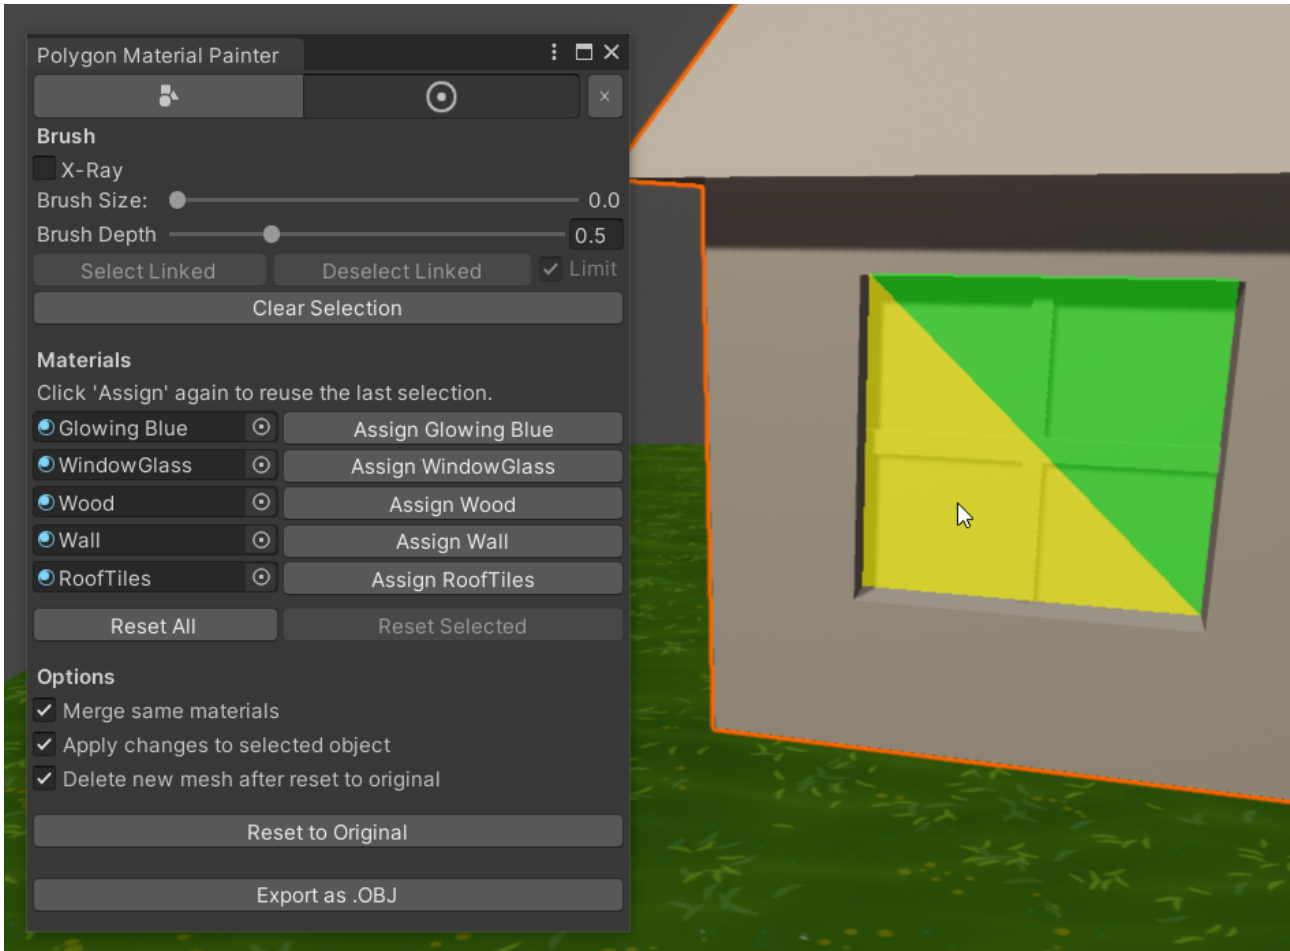 Polygon Material Painter
Brush
X-Ray
Brush Size: 0.0
Brush Depth 0.5
Select Linked Deselect Linked Limit
Clear Selection
Materials
Click 'Assign' again to reuse the last selection.
Glowing Blue Assign Glowing Blue
WindowGlass Assign WindowGlass
Wood Assign Wood
Wall Assign Wall
RoofTiles Assign RoofTiles
Reset All Reset Selected
Options
Merge same materials
Apply changes to selected object
Delete new mesh after reset to original
Reset to Original
Export as .OBJ